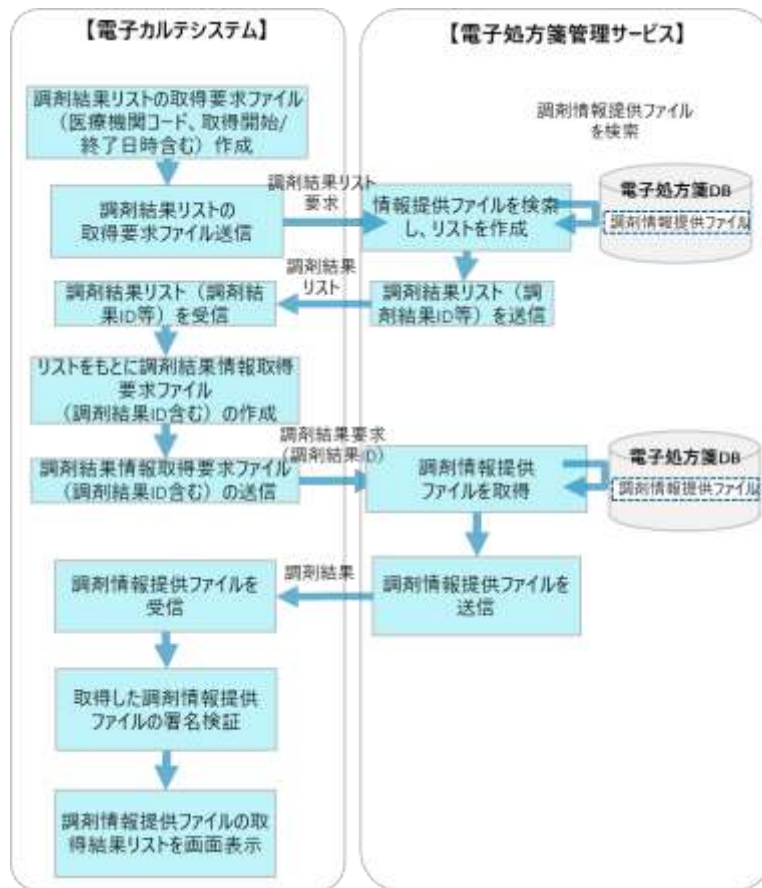 【電子カルテシステム】
【電子処方箋管理サービス】
調剤結果リストの取得要求ファイル
（医療機関コード、取得開始/
終了日時含む）作成
調剤情報提供ファイル
を検索
調剤結果リスト
要求
電子処方箋DB
調剤情報提供ファイル
調剤結果リストの
取得要求ファイル送信
情報提供ファイルを検索
し、リストを作成
調剤結果
リスト
調剤結果リスト（調剤結
果ID等）を受信
調剤結果リスト（調
剤結果ID等）を送信
リストをもとに調剤結果情報取得
要求ファイル
（調剤結果ID含む）の作成
調剤結果要求
（調剤結果ID）
調剤結果情報取得要求ファイル
（調剤結果ID含む）の送信
調剤情報提供
ファイルを取得
電子処方箋DB
調剤情報提供ファイル
調剤情報提供ファイルを
受信
調剤結果
調剤情報提供ファイルを
送信
取得した調剤情報提供
ファイルの署名検証
調剤情報提供ファイルの取
得結果リストを画面表示